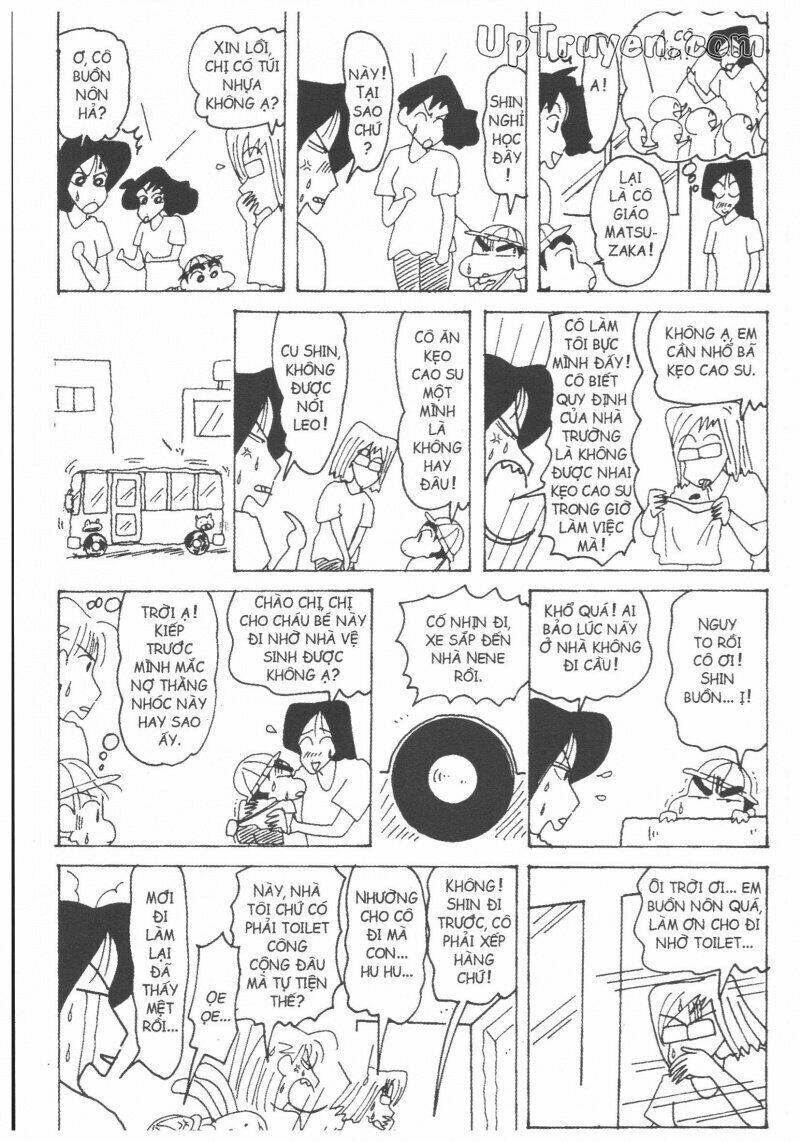 UpTruyen.com
A CÔ
KÌA!
A!
LẠI
LÀ CÔ
GIÁO
MATSU-
ZAKA!
SHIN
NGHỈ
HỌC
ĐÂY!
NÀY!
TẠI
SAO
CHỨ?
XIN LỖI,
CHỊ CÓ TÚI
NHỰA
KHÔNG Ạ?
Ơ, CÔ
BUỒN
NÔN
HẢ?
KHÔNG Ạ, EM
CẦN NHỔ BÃ
KẸO CAO SU.
CÔ LÀM
TÔI BỰC
MÌNH ĐẤY!
CÔ BIẾT
QUY ĐỊNH
CỦA NHÀ
TRƯỜNG
LÀ KHÔNG
ĐƯỢC NHAI
KẸO CAO SU
TRONG GIỜ
LÀM VIỆC
MÀ!
CÔ ĂN
KẸO
CAO SU
MỘT
MÌNH
LÀ
KHÔNG
HAY
ĐÂU!
CU SHIN,
KHÔNG
ĐƯỢC
NÓI
LEO!
NGUY
TO RỒI
CÔ ƠI!
SHIN
BUỒN... Ị!
KHỔ QUÁ! AI
BẢO LÚC NÃY
Ở NHÀ KHÔNG
ĐI CẦU!
CỐ NHỊN ĐI,
XE SẮP ĐẾN
NHÀ NENE
RỒI.
CHÀO CHỊ, CHỊ
CHO CHÁU BÉ NÀY
ĐI NHỜ NHÀ VỆ
SINH ĐƯỢC
KHÔNG Ạ?
TRỜI Ạ!
KIẾP
TRƯỚC
MÌNH MẮC
NỢ THẰNG
NHÓC NÀY
HAY SAO
ẤY.
ÔI TRỜI ƠI... EM
BUỒN NÔN QUÁ,
LÀM ƠN CHO ĐI
NHỜ TOILET...
KHÔNG!
SHIN ĐI
TRƯỚC, CÔ
PHẢI XẾP
HÀNG
CHỨ!
NHƯỜNG
CHO CÔ
ĐI MÀ
CON...
HU HU...
NÀY, NHÀ
TÔI CHỨ CÓ
PHẢI TOILET
CÔNG
CỘNG ĐÂU
MÀ TỰ TIỆN
THẾ?
ỌE
ỌE...
MỚI
ĐI
LÀM
LẠI
ĐÃ
THẤY
MỆT
RỒI...